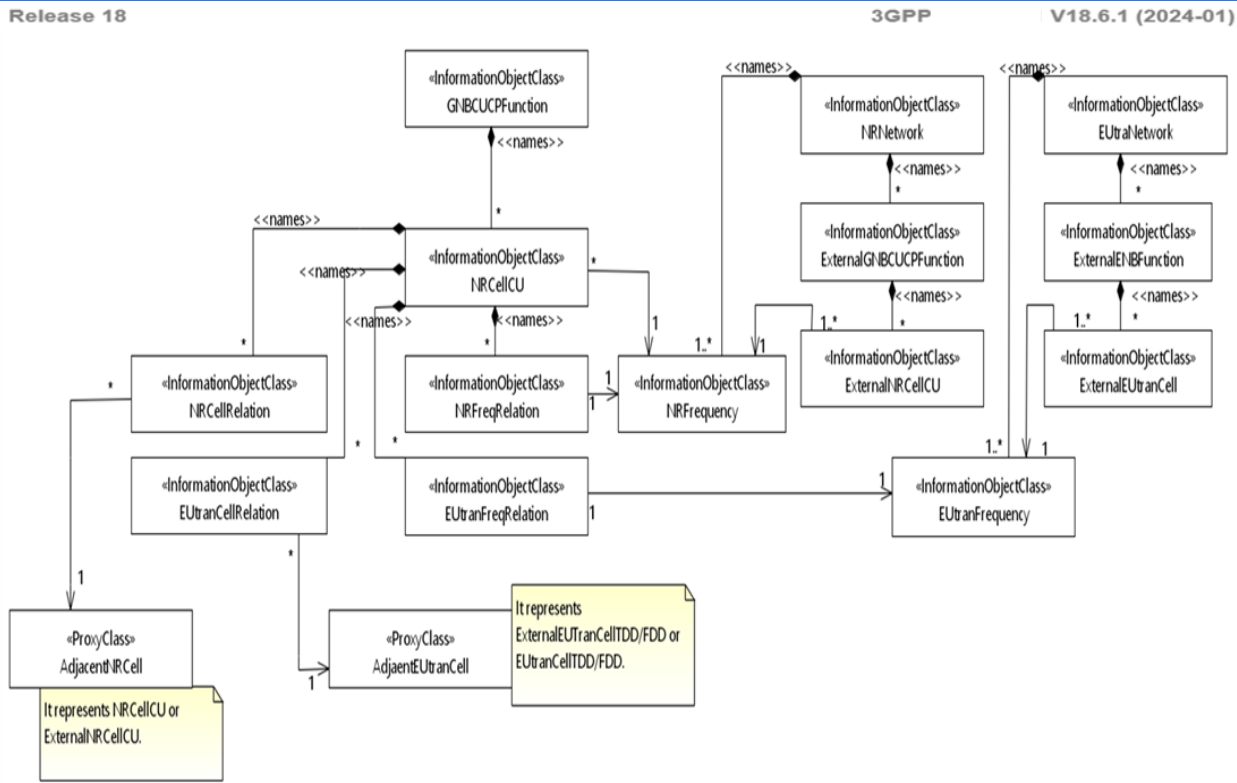 Release 18 3GPP V18.6.1 (2024-01)
«InformationObjectClass»
GNBCUCPFunction
<<names>>
*
<<names>>
«InformationObjectClass»
NRNetwork
<<names>>
*
<<names>>
«InformationObjectClass»
EUtraNetwork
<<names>>
*
«InformationObjectClass»
ExternalGNBCUCPFunction
<<names>>
*
«InformationObjectClass»
ExternalENBFunction
<<names>>
*
<<names>>
<<names>>
<<names>>
«InformationObjectClass»
NRCellCU
<<names>>
*
1
*
*
«InformationObjectClass»
NRCellRelation
«InformationObjectClass»
NRFreqRelation
1
1
1..*
1
1..*
«InformationObjectClass»
NRFrequency
«InformationObjectClass»
ExternalNRCellCU
1..*
«InformationObjectClass»
ExternalEUtranCell
*
*
*
1..*
1
«InformationObjectClass»
EUtranCellRelation
«InformationObjectClass»
EUtranFreqRelation
1
1
«InformationObjectClass»
EUtranFrequency
*
1
1
«ProxyClass»
AdjacentNRCell
It represents NRCellCU or
ExternalNRCellCU.
«ProxyClass»
AdjaentEUtranCell
It represents
ExternalEUTranCellTDD/FDD or
EUtranCellTDD/FDD.